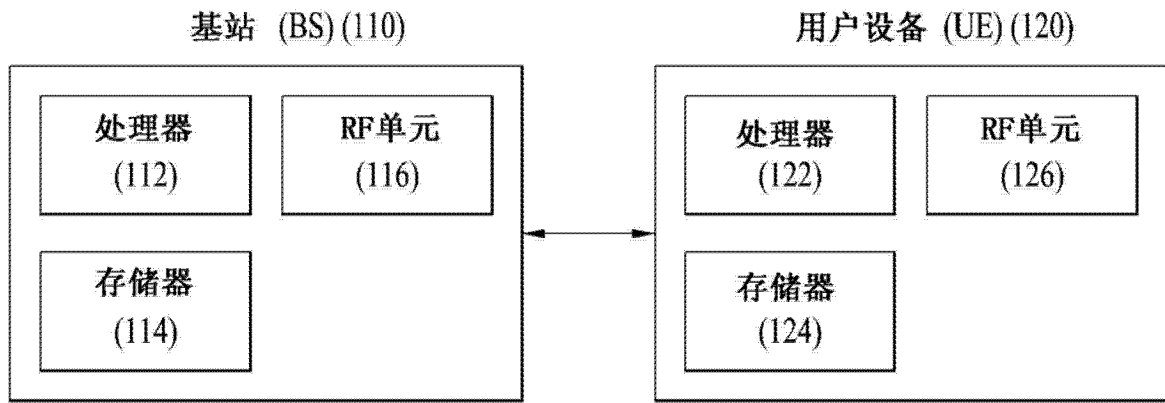 基站 (BS) (110)
用户设备 (UE) (120)
处理器
(112)
RF单元
(116)
存储器
(114)
处理器
(122)
RF单元
(126)
存储器
(124)